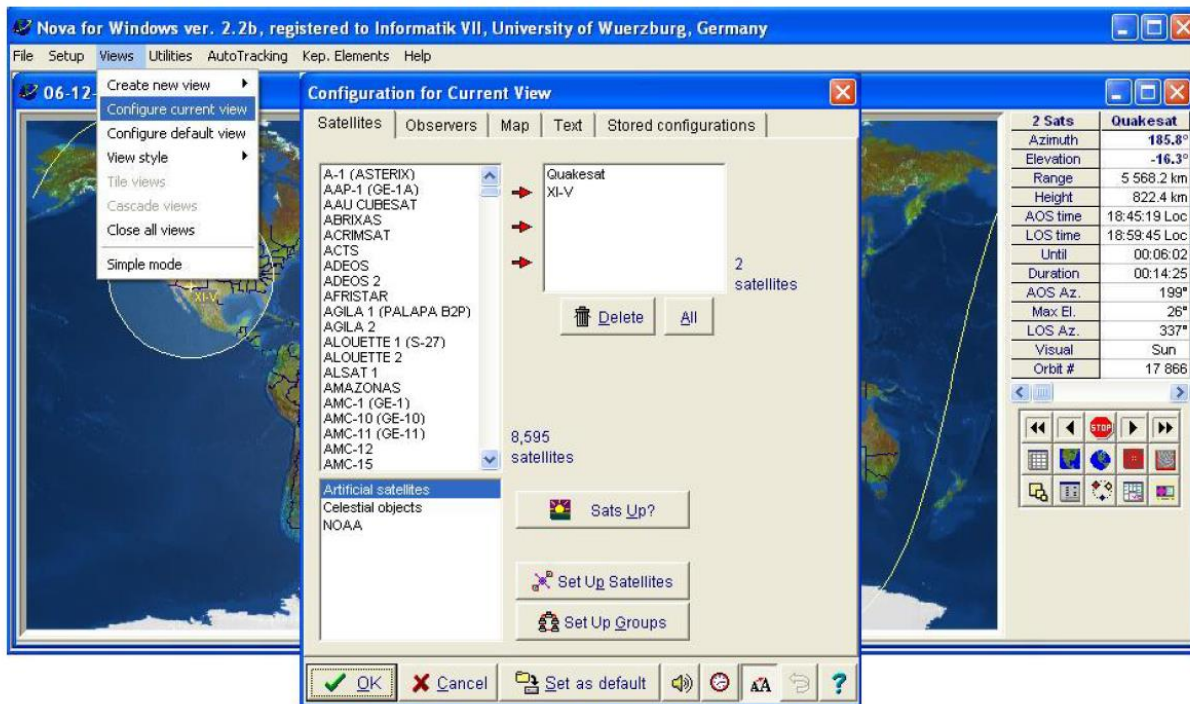 Nova for Windows ver. 2.2b, registered to Informatik VII, University of Wuerzburg, Germany
File Setup Views Utilities AutoTracking Kep. Elements Help
06-12-
Create new view
Configure current view
Configure default view
View style
Tile views
Cascade views
Close all views
Simple mode
XI-V
Configuration for Current View
Satellites Observers Map Text Stored configurations
A-1 (ASTERIX)
AAP-1 (GE-1A)
AAU CUBESAT
ABRIXAS
ACRIMSAT
ACTS
ADEOS
ADEOS 2
AFRISTAR
AGILA 1 (PALAPA B2P)
AGILA 2
ALOUETTE 1 (S-27)
ALOUETTE 2
ALSAT 1
AMAZONAS
AMC-1 (GE-1)
AMC-10 (GE-10)
AMC-11 (GE-11)
AMC-12
AMC-15
8,595
satellites
Quakesat
XI-V
2
satellites
Delete All
Artificial satellites
Celestial objects
NOAA
Sats Up?
Set Up Satellites
Set Up Groups
OK Cancel Set as default AA ?
2 Sats Quakesat
Azimuth 185.8°
Elevation -16.3°
Range 5 568.2 km
Height 822.4 km
AOS time 18:45:19 Loc
LOS time 18:59:45 Loc
Until 00:06:02
Duration 00:14:25
AOS Az. 199°
Max El. 26°
LOS Az. 337°
Visual Sun
Orbit # 17 866
STOP